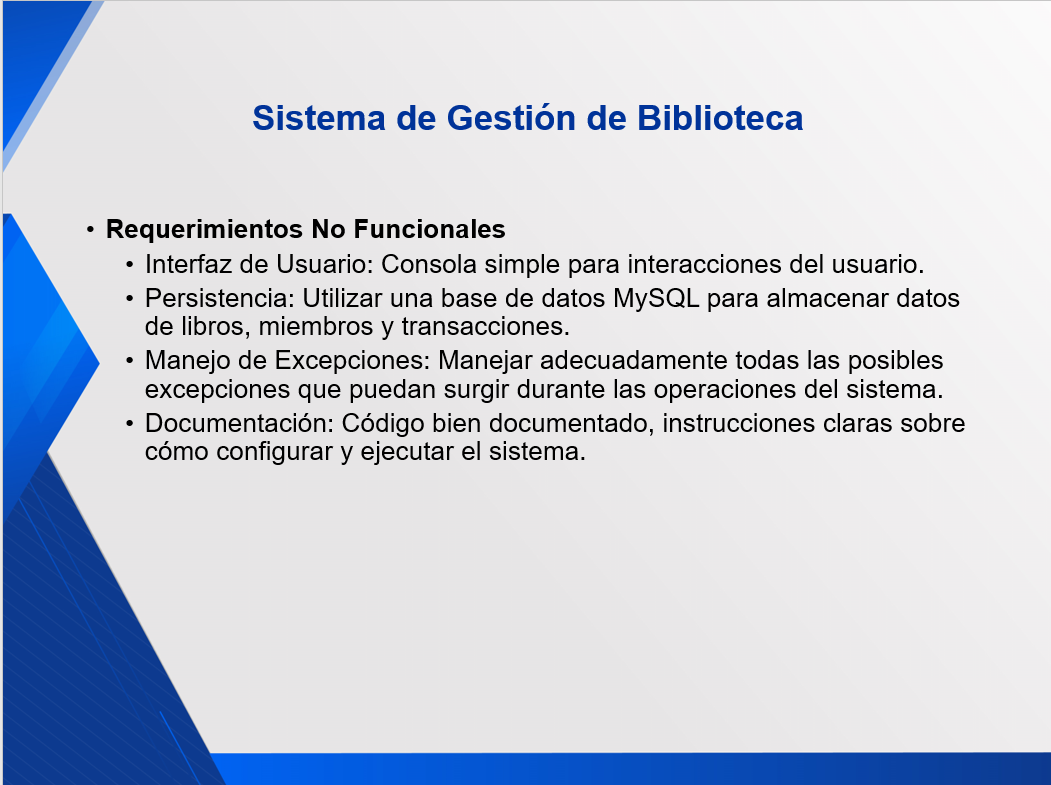 Sistema de Gestión de Biblioteca
• Requerimientos No Funcionales
• Interfaz de Usuario: Consola simple para interacciones del usuario.
• Persistencia: Utilizar una base de datos MySQL para almacenar datos
de libros, miembros y transacciones.
• Manejo de Excepciones: Manejar adecuadamente todas las posibles
excepciones que puedan surgir durante las operaciones del sistema.
• Documentación: Código bien documentado, instrucciones claras sobre
cómo configurar y ejecutar el sistema.